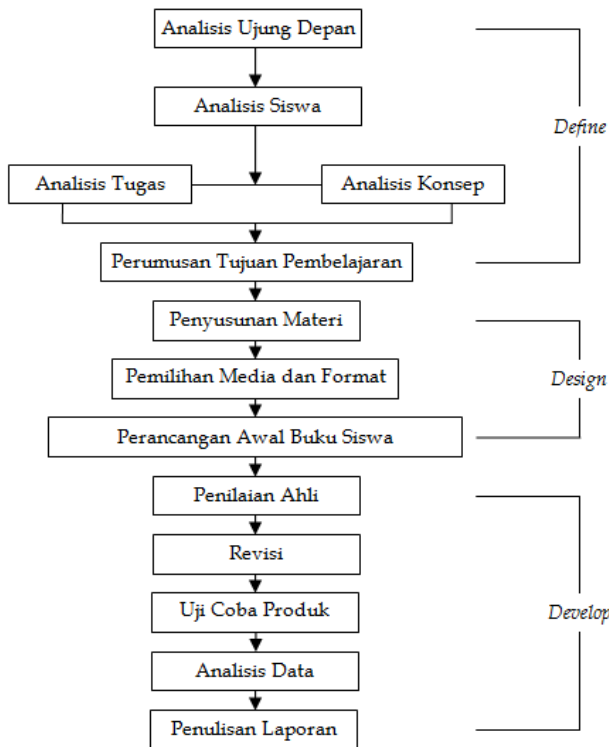 Analisis Ujung Depan
Analisis Siswa
Define
Analisis Tugas
Analisis Konsep
Perumusan Tujuan Pembelajaran
Penyusunan Materi
Pemilihan Media dan Format
Design
Perancangan Awal Buku Siswa
Penilaian Ahli
Revisi
Uji Coba Produk
Develop
Analisis Data
Penulisan Laporan